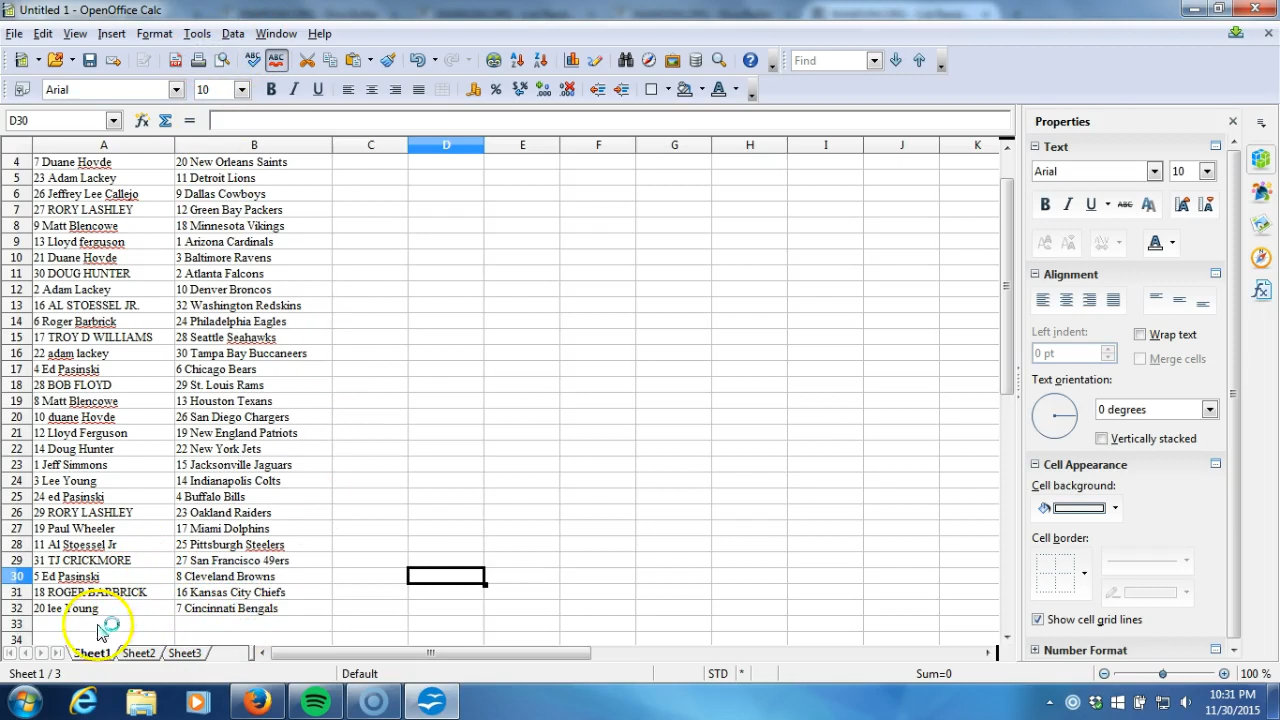 Untitled 1 - OpenOffice Calc
File Edit View Insert Format Tools Data Window Help
Find
Arial 10
D30
Properties
A B C D E F G H I J K
4 7 Duane Hovde 20 New Orleans Saints
5 23 Adam Lackey 11 Detroit Lions
6 26 Jeffrey Lee Callejo 9 Dallas Cowboys
7 27 RORY LASHLEY 12 Green Bay Packers
8 9 Matt Blencowe 18 Minnesota Vikings
9 13 Lloyd ferguson 1 Arizona Cardinals
10 21 Duane Hovde 3 Baltimore Ravens
11 30 DOUG HUNTER 2 Atlanta Falcons
12 2 Adam Lackey 10 Denver Broncos
13 16 AL STOESSEL JR. 32 Washington Redskins
14 6 Roger Barbrick 24 Philadelphia Eagles
15 17 TROY D WILLIAMS 28 Seattle Seahawks
16 22 adam lackey 30 Tampa Bay Buccaneers
17 4 Ed Pasinski 6 Chicago Bears
18 28 BOB FLOYD 29 St. Louis Rams
19 8 Matt Blencowe 13 Houston Texans
20 10 duane Hovde 26 San Diego Chargers
21 12 Lloyd Ferguson 19 New England Patriots
22 14 Doug Hunter 22 New York Jets
23 1 Jeff Simmons 15 Jacksonville Jaguars
24 3 Lee Young 14 Indianapolis Colts
25 24 ed Pasinski 4 Buffalo Bills
26 29 RORY LASHLEY 23 Oakland Raiders
27 19 Paul Wheeler 17 Miami Dolphins
28 11 Al Stoessel Jr 25 Pittsburgh Steelers
29 31 TJ CRICKMORE 27 San Francisco 49ers
30 5 Ed Pasinski 8 Cleveland Browns
31 18 ROGER BARBRICK 16 Kansas City Chiefs
32 20 lee Young 7 Cincinnati Bengals
33
34
Text
Arial 10
Alignment
Left indent: Wrap text
0 pt Merge cells
Text orientation:
0 degrees
Vertically stacked
Cell Appearance
Cell background:
Cell border:
Show cell grid lines
Number Format
Sheet1 Sheet2 Sheet3
Sheet 1 / 3 Default STD * Sum=0 100 %
10:31 PM
11/30/2015